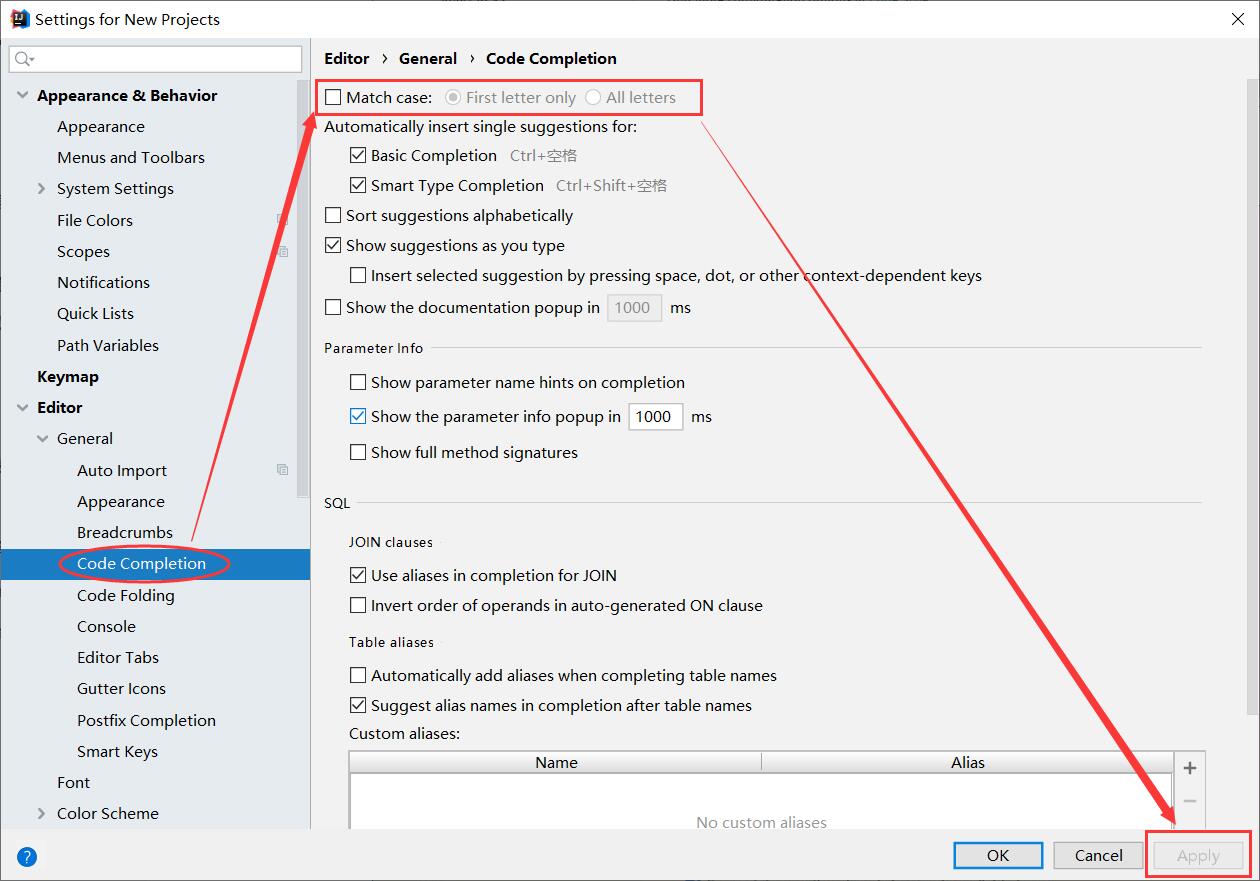 Settings for New Projects
Appearance & Behavior
Appearance
Menus and Toolbars
System Settings
File Colors
Scopes
Notifications
Quick Lists
Path Variables
Keymap
Editor
General
Auto Import
Appearance
Breadcrumbs
Code Completion
Code Folding
Console
Editor Tabs
Gutter Icons
Postfix Completion
Smart Keys
Font
Color Scheme
Editor › General › Code Completion
Match case: First letter only All letters
Automatically insert single suggestions for:
Basic Completion Ctrl+空格
Smart Type Completion Ctrl+Shift+空格
Sort suggestions alphabetically
Show suggestions as you type
Insert selected suggestion by pressing space, dot, or other context-dependent keys
Show the documentation popup in 1000 ms
Parameter Info
Show parameter name hints on completion
Show the parameter info popup in 1000 ms
Show full method signatures
SQL
JOIN clauses
Use aliases in completion for JOIN
Invert order of operands in auto-generated ON clause
Table aliases
Automatically add aliases when completing table names
Suggest alias names in completion after table names
Custom aliases:
Name Alias
No custom aliases
? OK Cancel Apply